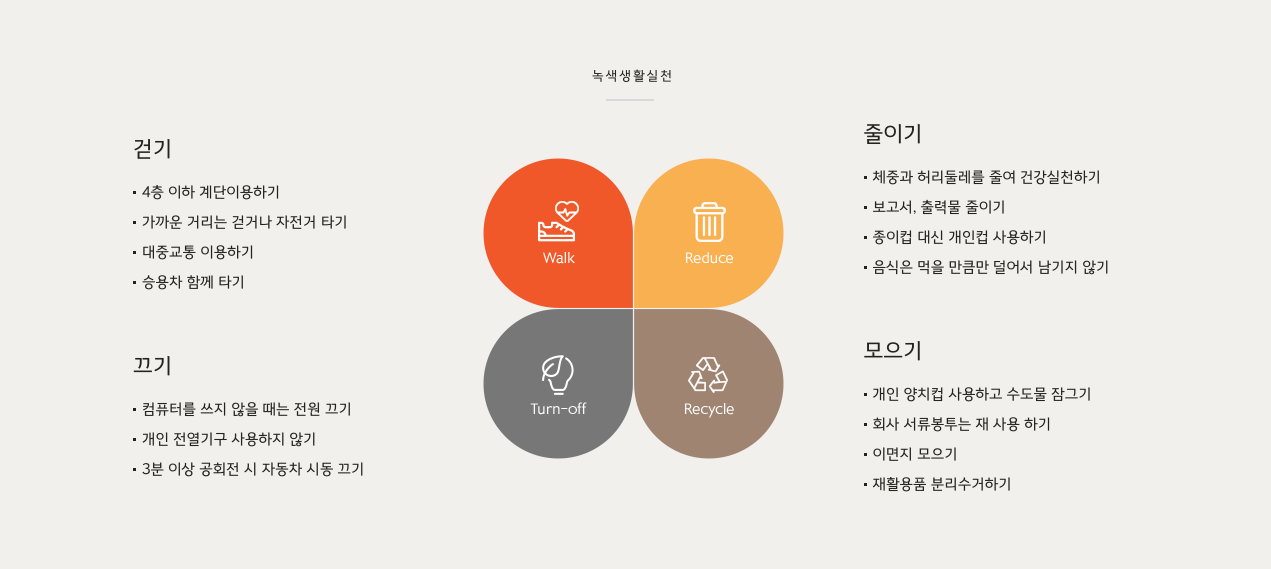 녹색생활실천
걷기
▪ 4층 이하 계단이용하기
▪ 가까운 거리는 걷거나 자전거 타기
▪ 대중교통 이용하기
▪ 승용차 함께 타기
줄이기
▪ 체중과 허리둘레를 줄여 건강실천하기
▪ 보고서, 출력물 줄이기
▪ 종이컵 대신 개인컵 사용하기
▪ 음식은 먹을 만큼만 덜어서 남기지 않기
Walk
Reduce
Turn-off
Recycle
끄기
▪ 컴퓨터를 쓰지 않을 때는 전원 끄기
▪ 개인 전열기구 사용하지 않기
▪ 3분 이상 공회전 시 자동차 시동 끄기
모으기
▪ 개인 양치컵 사용하고 수도물 잠그기
▪ 회사 서류봉투는 재 사용 하기
▪ 이면지 모으기
▪ 재활용품 분리수거하기